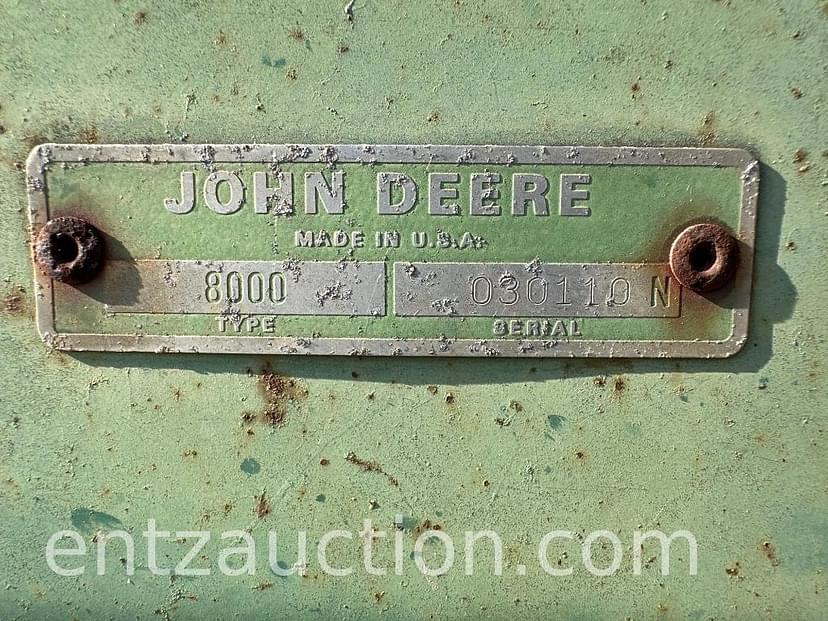 JOHN DEERE
MADE IN U.S.A.
8000 030110 N
TYPE SERIAL
entzauction.com